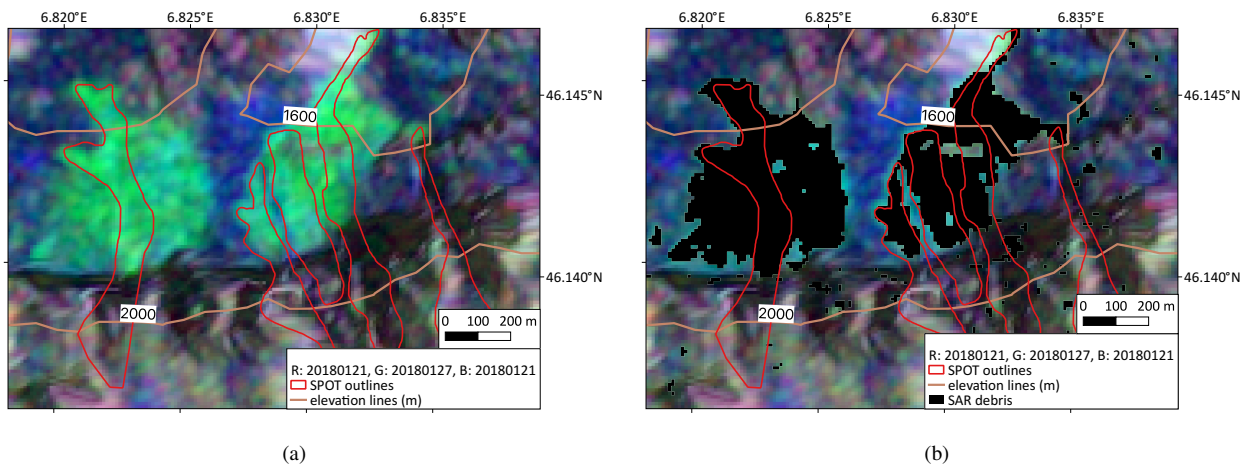 6.820°E 6.825°E 6.830°E 6.835°E
1600
2000
0 100 200 m
R: 20180121, G: 20180127, B: 20180121
SPOT outlines
elevation lines (m)
(a)
6.820°E 6.825°E 6.830°E 6.835°E
46.145°N
46.140°N
1600
2000
0 100 200 m
R: 20180121, G: 20180127, B: 20180121
SPOT outlines
elevation lines (m)
SAR debris
46.145°N
46.140°N
(b)